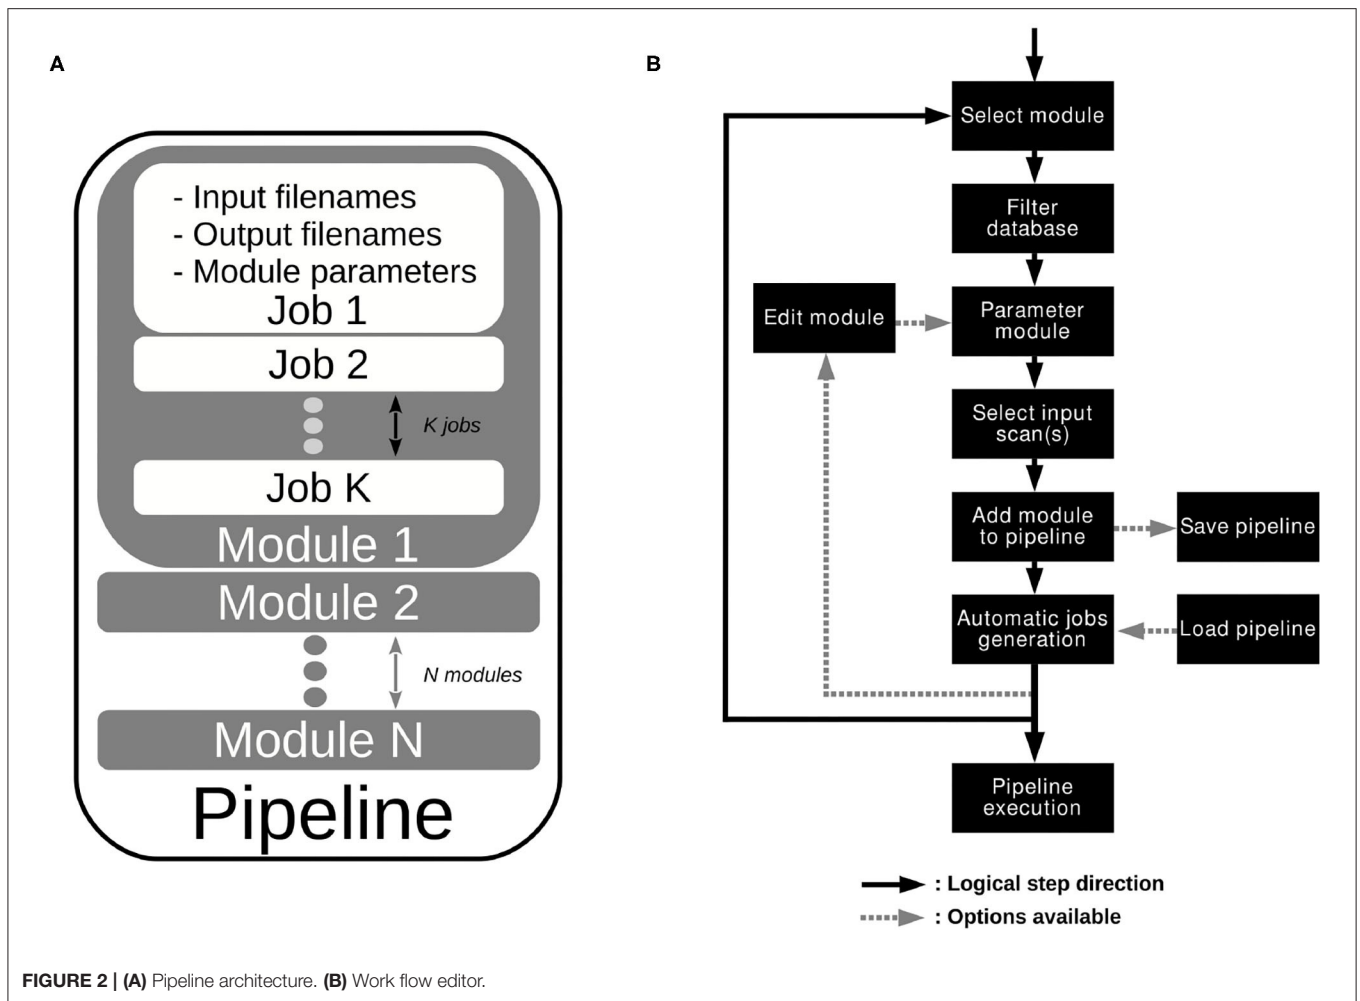 A
- Input filenames
- Output filenames
- Module parameters
Job 1
Job 2
K jobs
Job K
Module 1
Module 2
N modules
Module N
Pipeline
B
Select module
Filter
database
Edit module
Parameter
module
Select input
scan(s)
Add module
to pipeline
Save pipeline
Automatic jobs
generation
Load pipeline
Pipeline
execution
: Logical step direction
: Options available
FIGURE 2 | (A) Pipeline architecture. (B) Work flow editor.